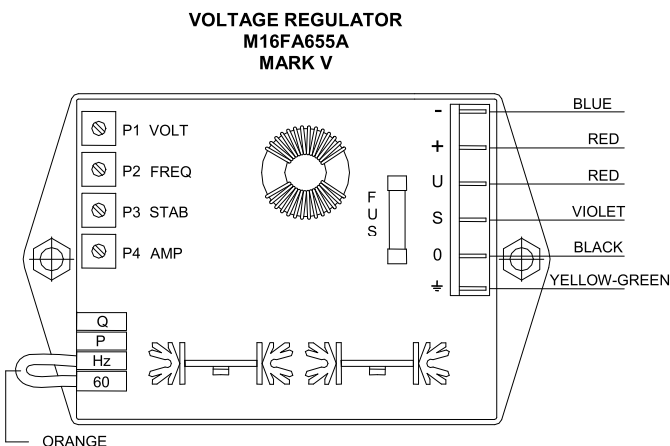 VOLTAGE REGULATOR
M16FA655A
MARK V
P1 VOLT
P2 FREQ
P3 STAB
P4 AMP
F
U
S
-
+
U
S
0
⏚
BLUE
RED
RED
VIOLET
BLACK
YELLOW-GREEN
Q
P
Hz
60
ORANGE